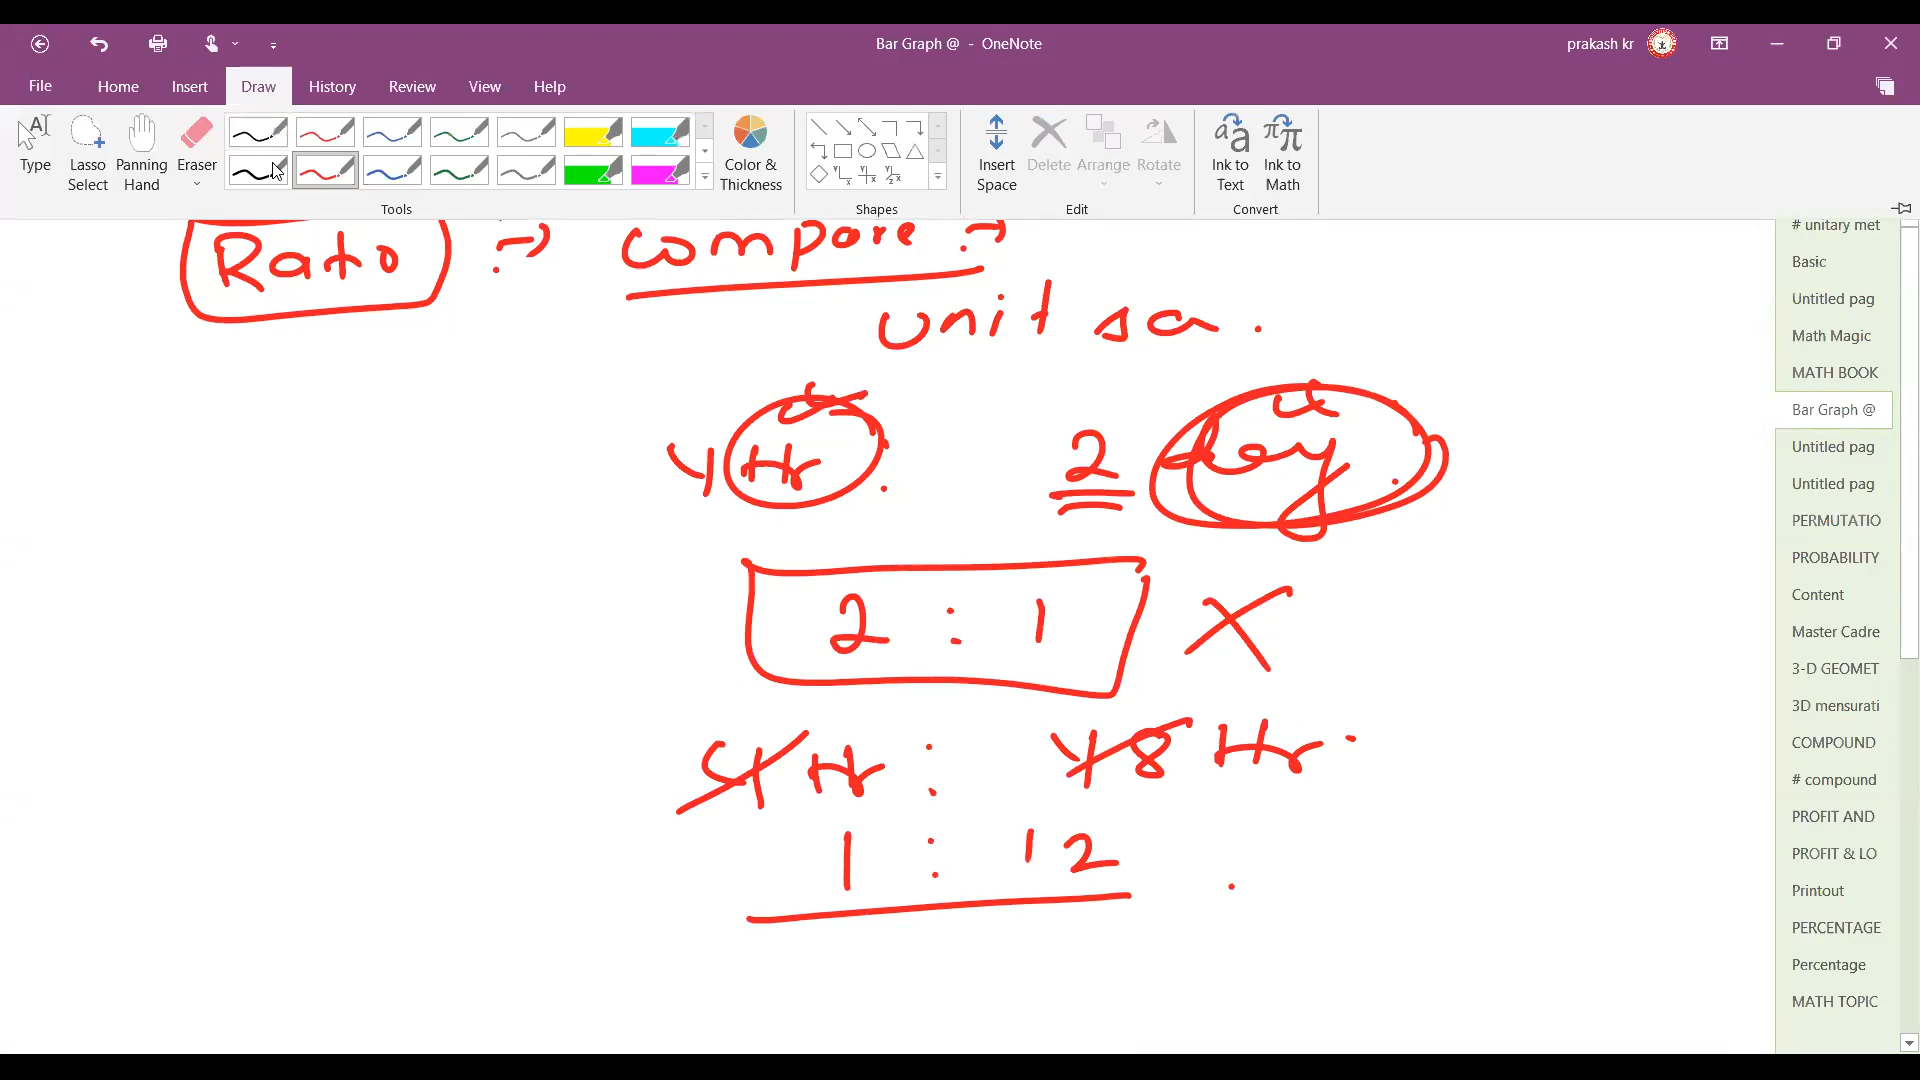 Bar Graph @ - OneNote
prakash kr
File Home Insert Draw History Review View Help
Type
Lasso Select
Panning Hand
Eraser
Color & Thickness
Insert Space
Delete
Arrange
Rotate
Ink to Text
Ink to Math
Tools
Shapes
Edit
Convert
Rato :→ compare :→
unit sa .
4 Hr 2 day
2 : 1 X
4 Hr : 48 Hr
1 : 12
# unitary met
Basic
Untitled pag
Math Magic
MATH BOOK
Bar Graph @
Untitled pag
Untitled pag
PERMUTATIO
PROBABILITY
Content
Master Cadre
3-D GEOMET
3D mensurati
COMPOUND
# compound
PROFIT AND
PROFIT & LO
Printout
PERCENTAGE
Percentage
MATH TOPIC